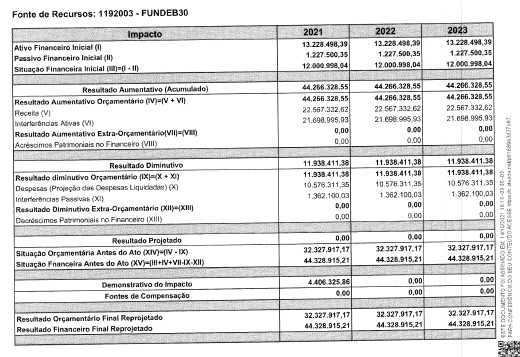 Fonte de Recursos: 1192003 - FUNDEB30
Impacto 2021 2022 2023
Ativo Financeiro Inicial (I) 13.228.498,39 13.228.498,39 13.228.498,39
Passivo Financeiro Inicial (II) 1.227.500,35 1.227.500,35 1.227.500,35
Situação Financeira Inicial (III)=(I - II) 12.000.998,04 12.000.998,04 12.000.998,04
Resultado Aumentativo (Acumulado) 44.266.328,55 44.266.328,55 44.266.328,55
Resultado Aumentativo Orçamentário (IV)=(V + VI) 44.266.328,55 44.266.328,55 44.266.328,55
Receita (V) 22.567.332,62 22.567.332,62 22.567.332,62
Interferências Ativas (VI) 21.698.995,93 21.698.995,93 21.698.995,93
Resultado Aumentativo Extra-Orçamentário(VII)=(VIII) 0,00 0,00 0,00
Acréscimos Patrimoniais no Financeiro (VIII) 0,00 0,00 0,00
Resultado Diminutivo 11.938.411,38 11.938.411,38 11.938.411,38
Resultado diminutivo Orçamentário (IX)=(X + XI) 11.938.411,38 11.938.411,38 11.938.411,38
Despesas (Projeção das Despesas Liquidadas) (X) 10.576.311,35 10.576.311,35 10.576.311,35
Interferências Passivas (XI) 1.362.100,03 1.362.100,03 1.362.100,03
Resultado Diminutivo Extra-Orçamentário (XII)=(XIII) 0,00 0,00 0,00
Decréscimos Patrimoniais no Financeiro (XIII) 0,00 0,00 0,00
Resultado Projetado 0,00 0,00 0,00
Situação Orçamentária Antes do Ato (XIV)=(IV - IX) 32.327.917,17 32.327.917,17 32.327.917,17
Situação Financeira Antes do Ato (XV)=(III+IV+VII-IX-XII) 44.328.915,21 44.328.915,21 44.328.915,21
Demonstrativo do Impacto 4.406.325,86 0,00 0,00
Fontes de Compensação 0,00 0,00 0,00
Resultado Orçamentário Final Reprojetado 32.327.917,17 32.327.917,17 32.327.917,17
Resultado Financeiro Final Reprojetado 44.328.915,21 44.328.915,21 44.328.915,21
ESTE DOCUMENTO FOI ASSINADO EM: 14/12/2021
PARA CONFERÊNCIA DO SEU CONTEÚDO ACESSE